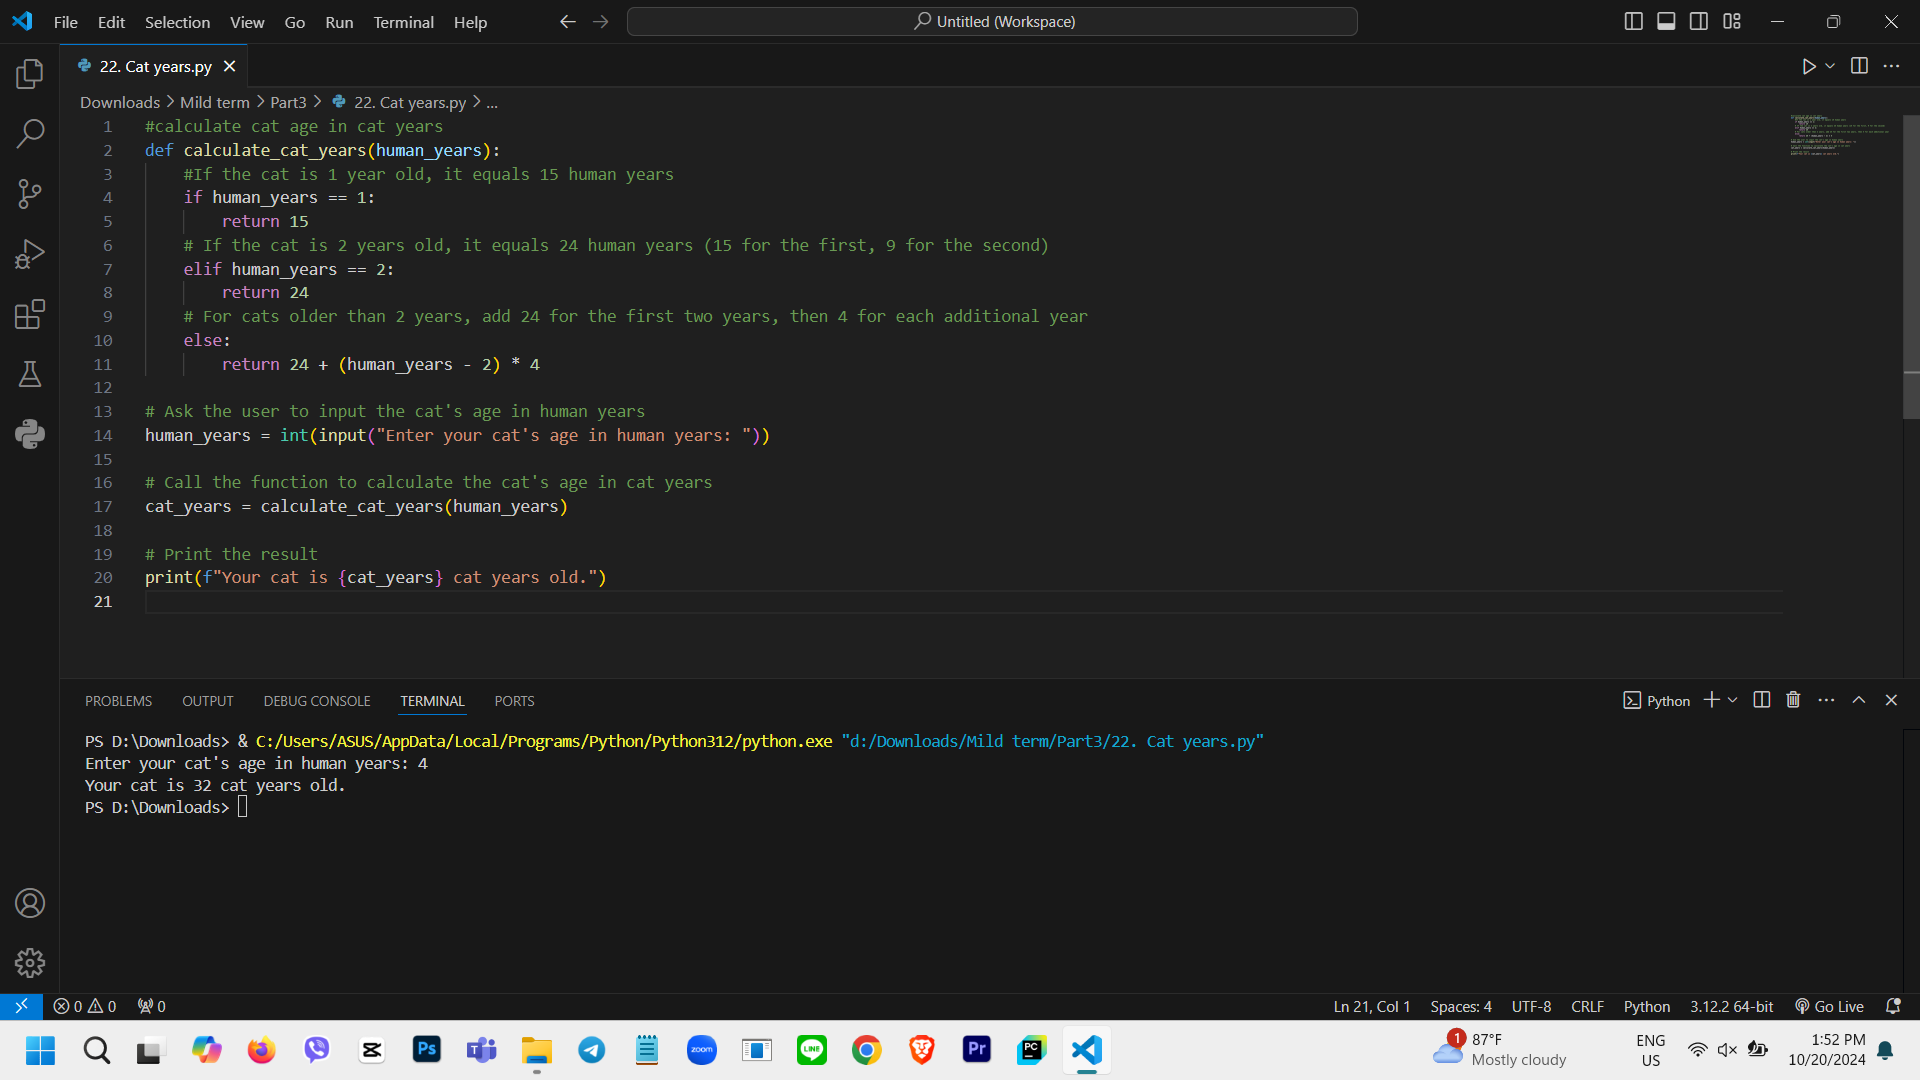 File Edit Selection View Go Run Terminal Help
Untitled (Workspace)
22. Cat years.py
Downloads > Mild term > Part3 > 22. Cat years.py > ...
1 #calculate cat age in cat years
2 def calculate_cat_years(human_years):
3 #If the cat is 1 year old, it equals 15 human years
4 if human_years == 1:
5 return 15
6 # If the cat is 2 years old, it equals 24 human years (15 for the first, 9 for the second)
7 elif human_years == 2:
8 return 24
9 # For cats older than 2 years, add 24 for the first two years, then 4 for each additional year
10 else:
11 return 24 + (human_years - 2) * 4
12
13 # Ask the user to input the cat's age in human years
14 human_years = int(input("Enter your cat's age in human years: "))
15
16 # Call the function to calculate the cat's age in cat years
17 cat_years = calculate_cat_years(human_years)
18
19 # Print the result
20 print(f"Your cat is {cat_years} cat years old.")
21
PROBLEMS OUTPUT DEBUG CONSOLE TERMINAL PORTS
Python
PS D:\Downloads> & C:/Users/ASUS/AppData/Local/Programs/Python/Python312/python.exe "d:/Downloads/Mild term/Part3/22. Cat years.py"
Enter your cat's age in human years: 4
Your cat is 32 cat years old.
PS D:\Downloads>
0 0 0
Ln 21, Col 1 Spaces: 4 UTF-8 CRLF Python 3.12.2 64-bit Go Live
Ps
T
zoom
LINE
Pr
PC
1
87°F
Mostly cloudy
ENG
US
1:52 PM
10/20/2024